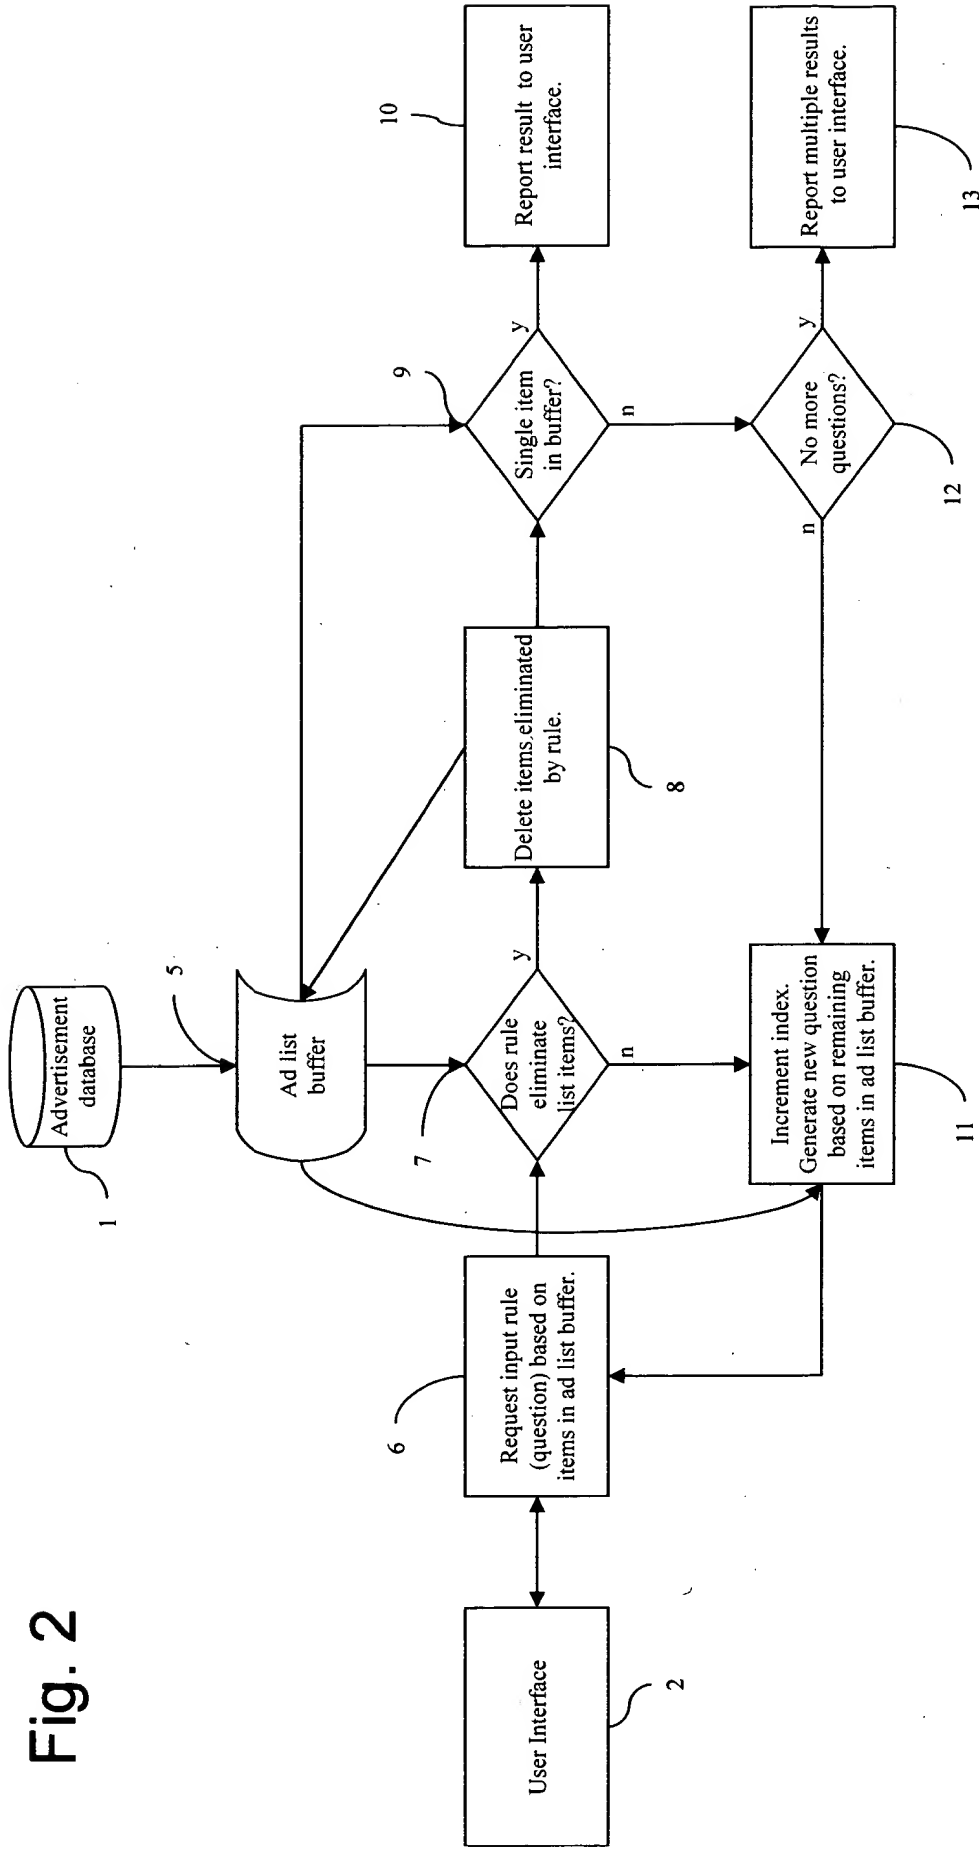 Fig. 2
Advertisement
database
1
5
Ad list
buffer
User Interface
2
6
Request input rule
(question) based on
items in ad list buffer.
7
Does rule
eliminate
list items?
y
n
Delete items eliminated
by rule.
8
9
Single item
in buffer?
y
n
10
Report result to user
interface.
Increment index.
Generate new question
based on remaining
items in ad list buffer.
11
n
No more
questions?
y
12
Report multiple results
to user interface.
13